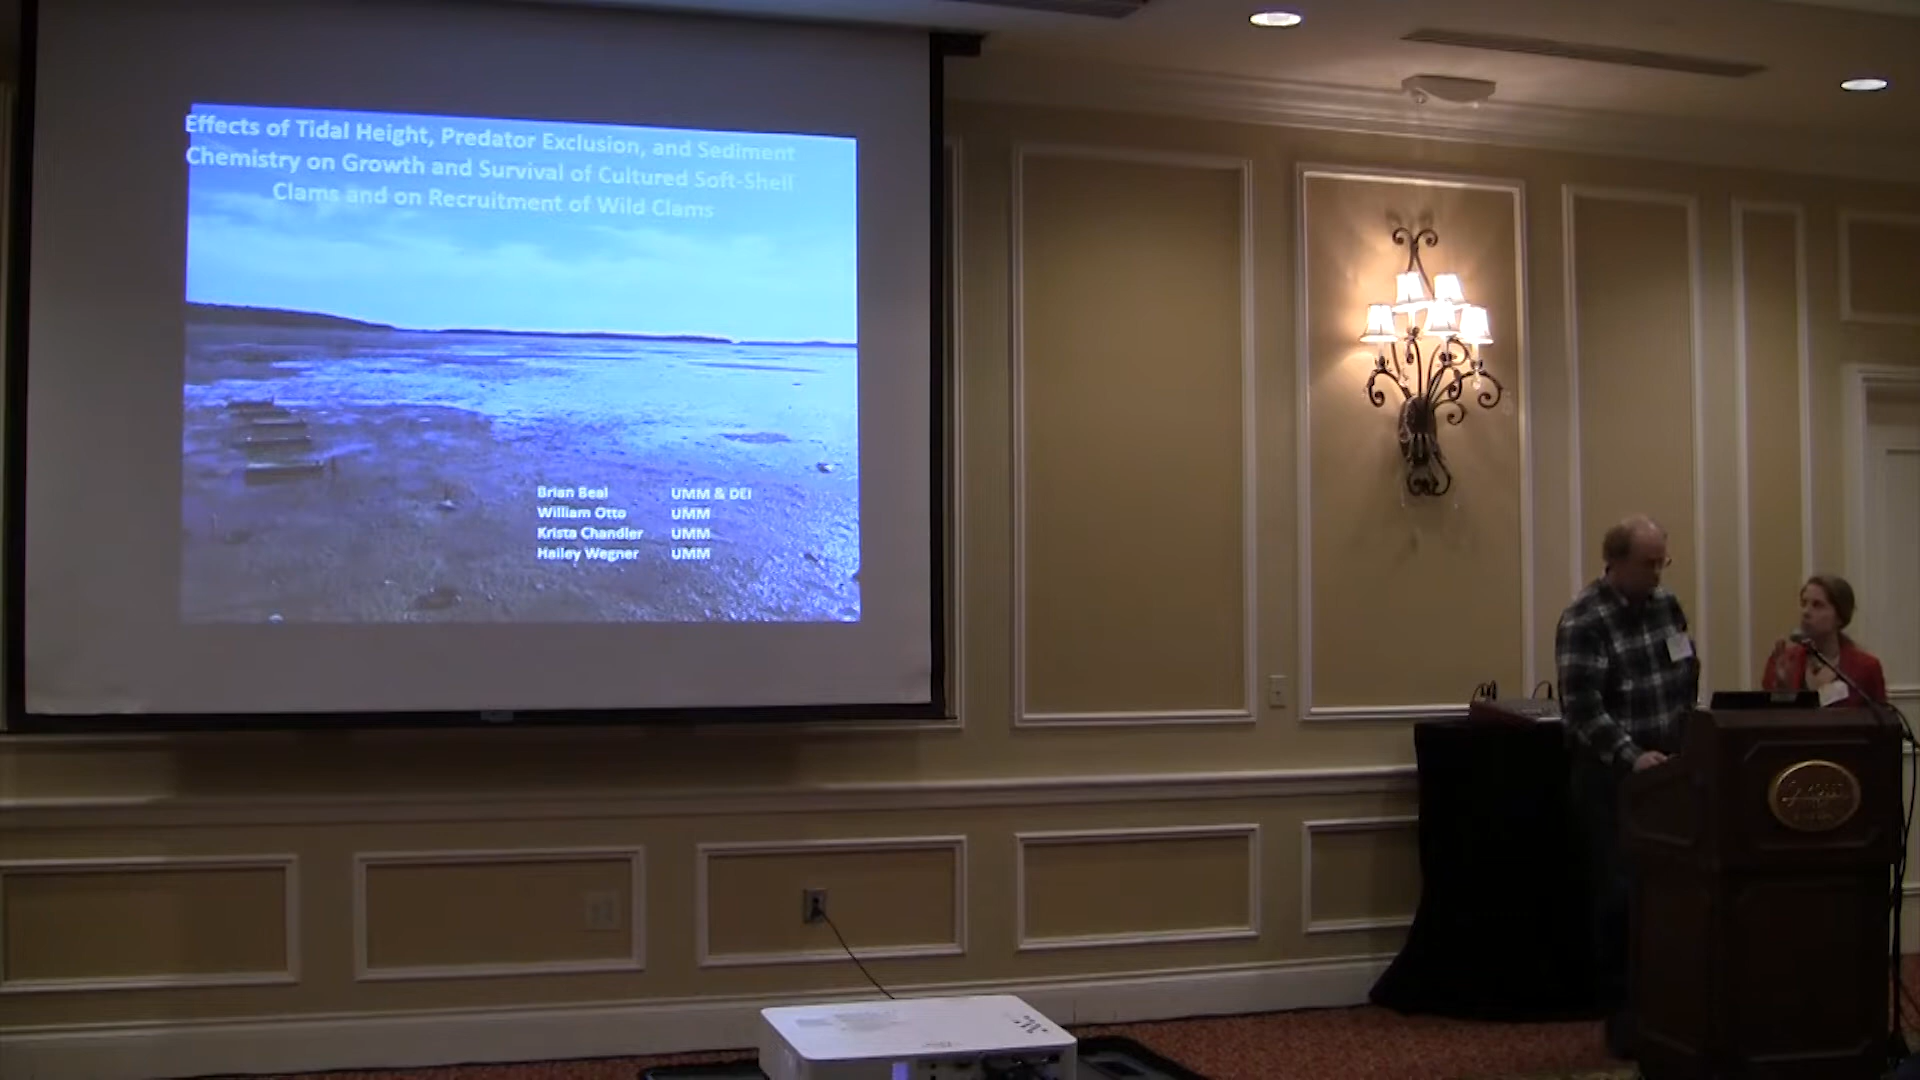 Effects of Tidal Height, Predator Exclusion, and Sediment
Chemistry on Growth and Survival of Cultured Soft-Shell
Clams and on Recruitment of Wild Clams
Brian Beal UMM & DEI
William Otto UMM
Krista Chandler UMM
Hailey Wegner UMM